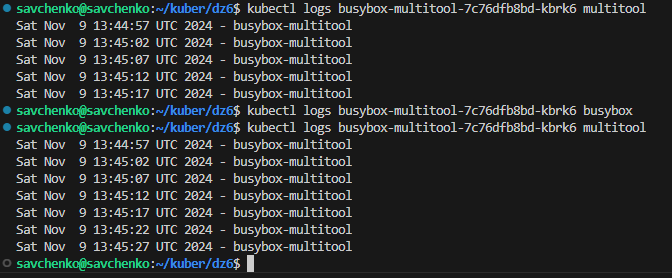 savchenko@savchenko:~/kuber/dz6$ kubectl logs busybox-multitool-7c76dfb8bd-kbrk6 multitool
Sat Nov  9 13:44:57 UTC 2024 - busybox-multitool
Sat Nov  9 13:45:02 UTC 2024 - busybox-multitool
Sat Nov  9 13:45:07 UTC 2024 - busybox-multitool
Sat Nov  9 13:45:12 UTC 2024 - busybox-multitool
Sat Nov  9 13:45:17 UTC 2024 - busybox-multitool
savchenko@savchenko:~/kuber/dz6$ kubectl logs busybox-multitool-7c76dfb8bd-kbrk6 busybox
savchenko@savchenko:~/kuber/dz6$ kubectl logs busybox-multitool-7c76dfb8bd-kbrk6 multitool
Sat Nov  9 13:44:57 UTC 2024 - busybox-multitool
Sat Nov  9 13:45:02 UTC 2024 - busybox-multitool
Sat Nov  9 13:45:07 UTC 2024 - busybox-multitool
Sat Nov  9 13:45:12 UTC 2024 - busybox-multitool
Sat Nov  9 13:45:17 UTC 2024 - busybox-multitool
Sat Nov  9 13:45:22 UTC 2024 - busybox-multitool
Sat Nov  9 13:45:27 UTC 2024 - busybox-multitool
savchenko@savchenko:~/kuber/dz6$